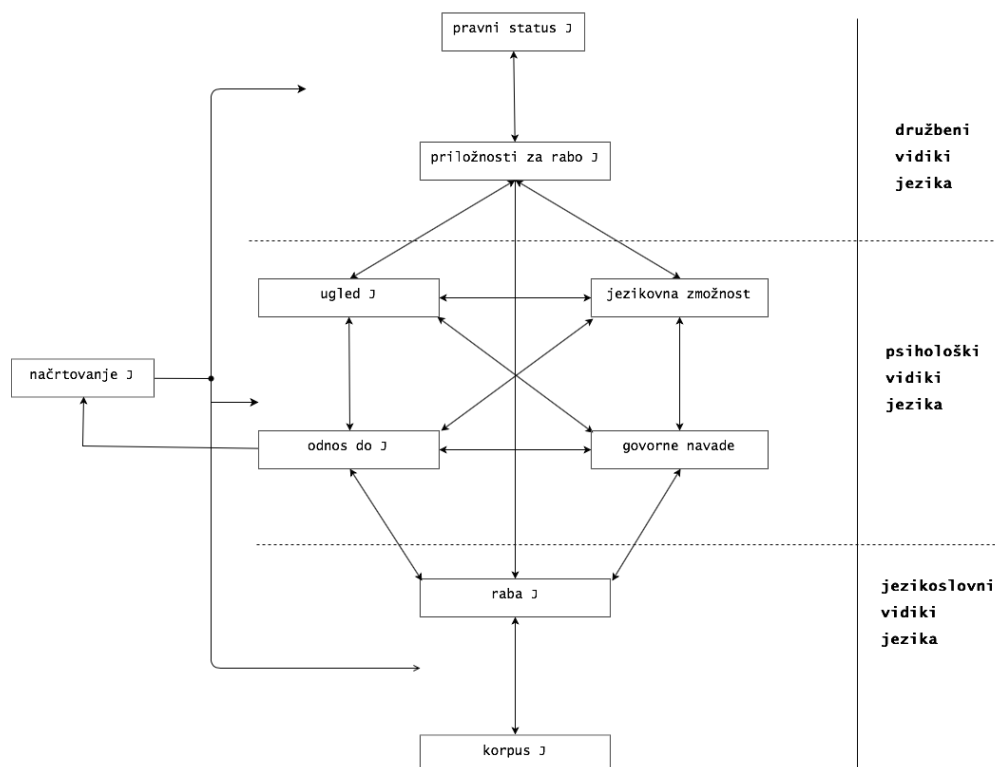 pravni status J
družbeni
vidiki
jezika
priložnosti za rabo J
ugled J
jezikovna zmožnost
psihološki
vidiki
jezika
načrtovanje J
odnos do J
govorne navade
raba J
jezikoslovni
vidiki
jezika
korpus J